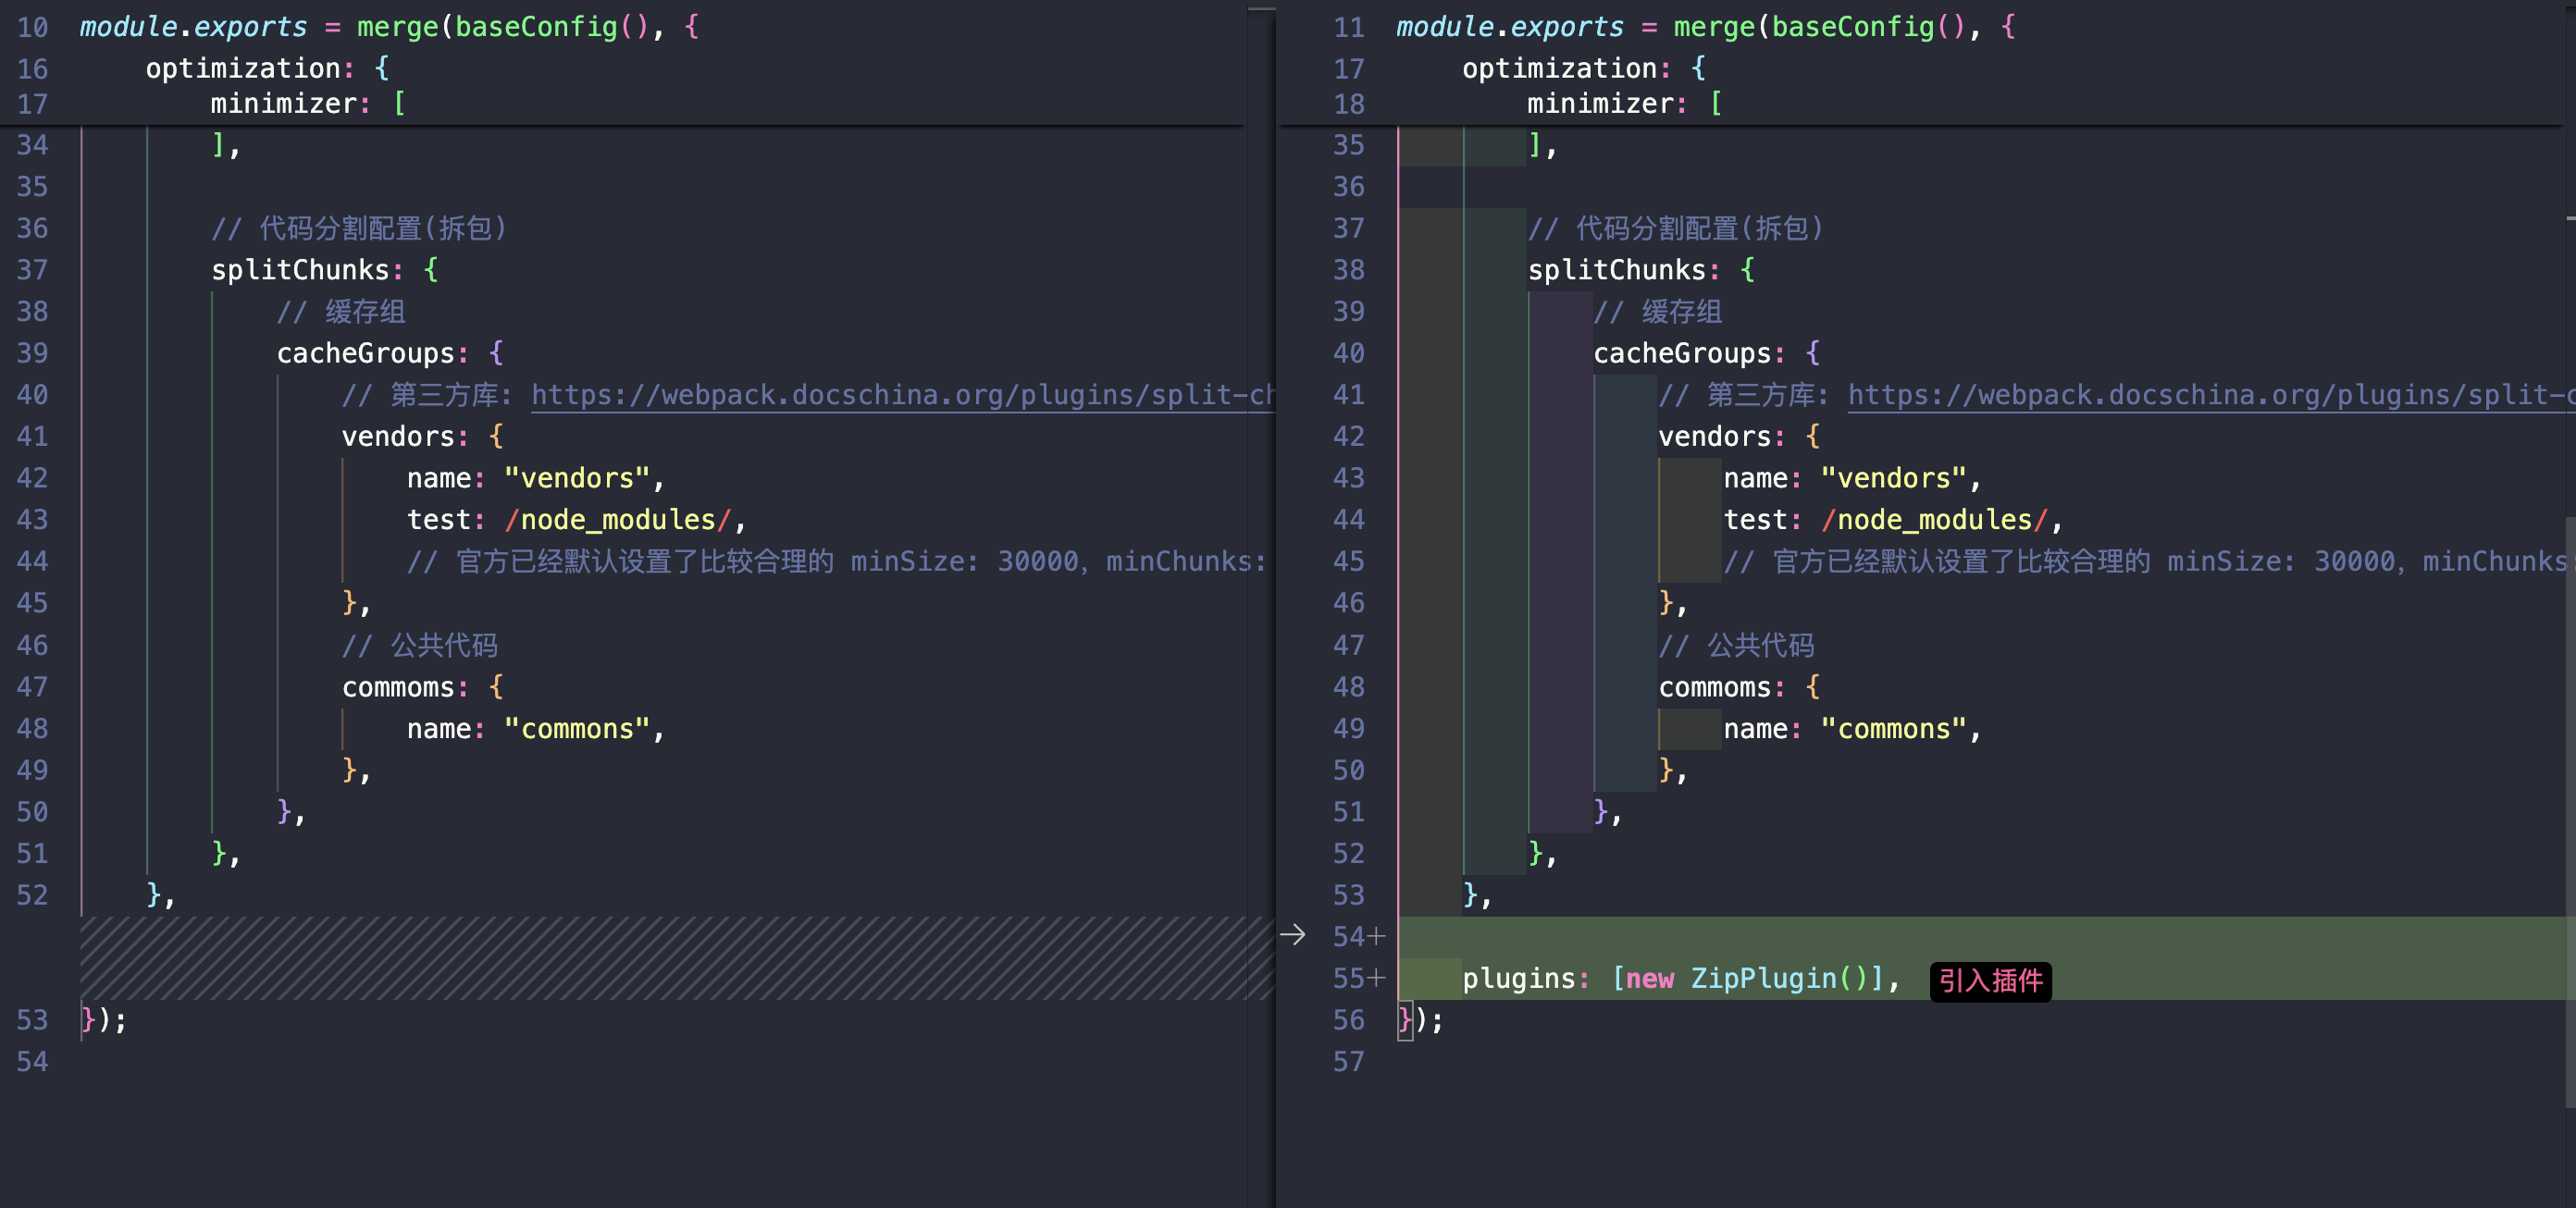 10 module.exports = merge(baseConfig(), {
16 optimization: {
17 minimizer: [
34 ],
35
36 // 代码分割配置(拆包)
37 splitChunks: {
38 // 缓存组
39 cacheGroups: {
40 // 第三方库: https://webpack.docschina.org/plugins/split-ch
41 vendors: {
42 name: "vendors",
43 test: /node_modules/,
44 // 官方已经默认设置了比较合理的 minSize: 30000, minChunks:
45 },
46 // 公共代码
47 commoms: {
48 name: "commons",
49 },
50 },
51 },
52 },
53 });
54
11 module.exports = merge(baseConfig(), {
17 optimization: {
18 minimizer: [
35 ],
36
37 // 代码分割配置(拆包)
38 splitChunks: {
39 // 缓存组
40 cacheGroups: {
41 // 第三方库: https://webpack.docschina.org/plugins/split-c
42 vendors: {
43 name: "vendors",
44 test: /node_modules/,
45 // 官方已经默认设置了比较合理的 minSize: 30000, minChunks
46 },
47 // 公共代码
48 commoms: {
49 name: "commons",
50 },
51 },
52 },
53 },
54+
55+ plugins: [new ZipPlugin()], 引入插件
56 });
57